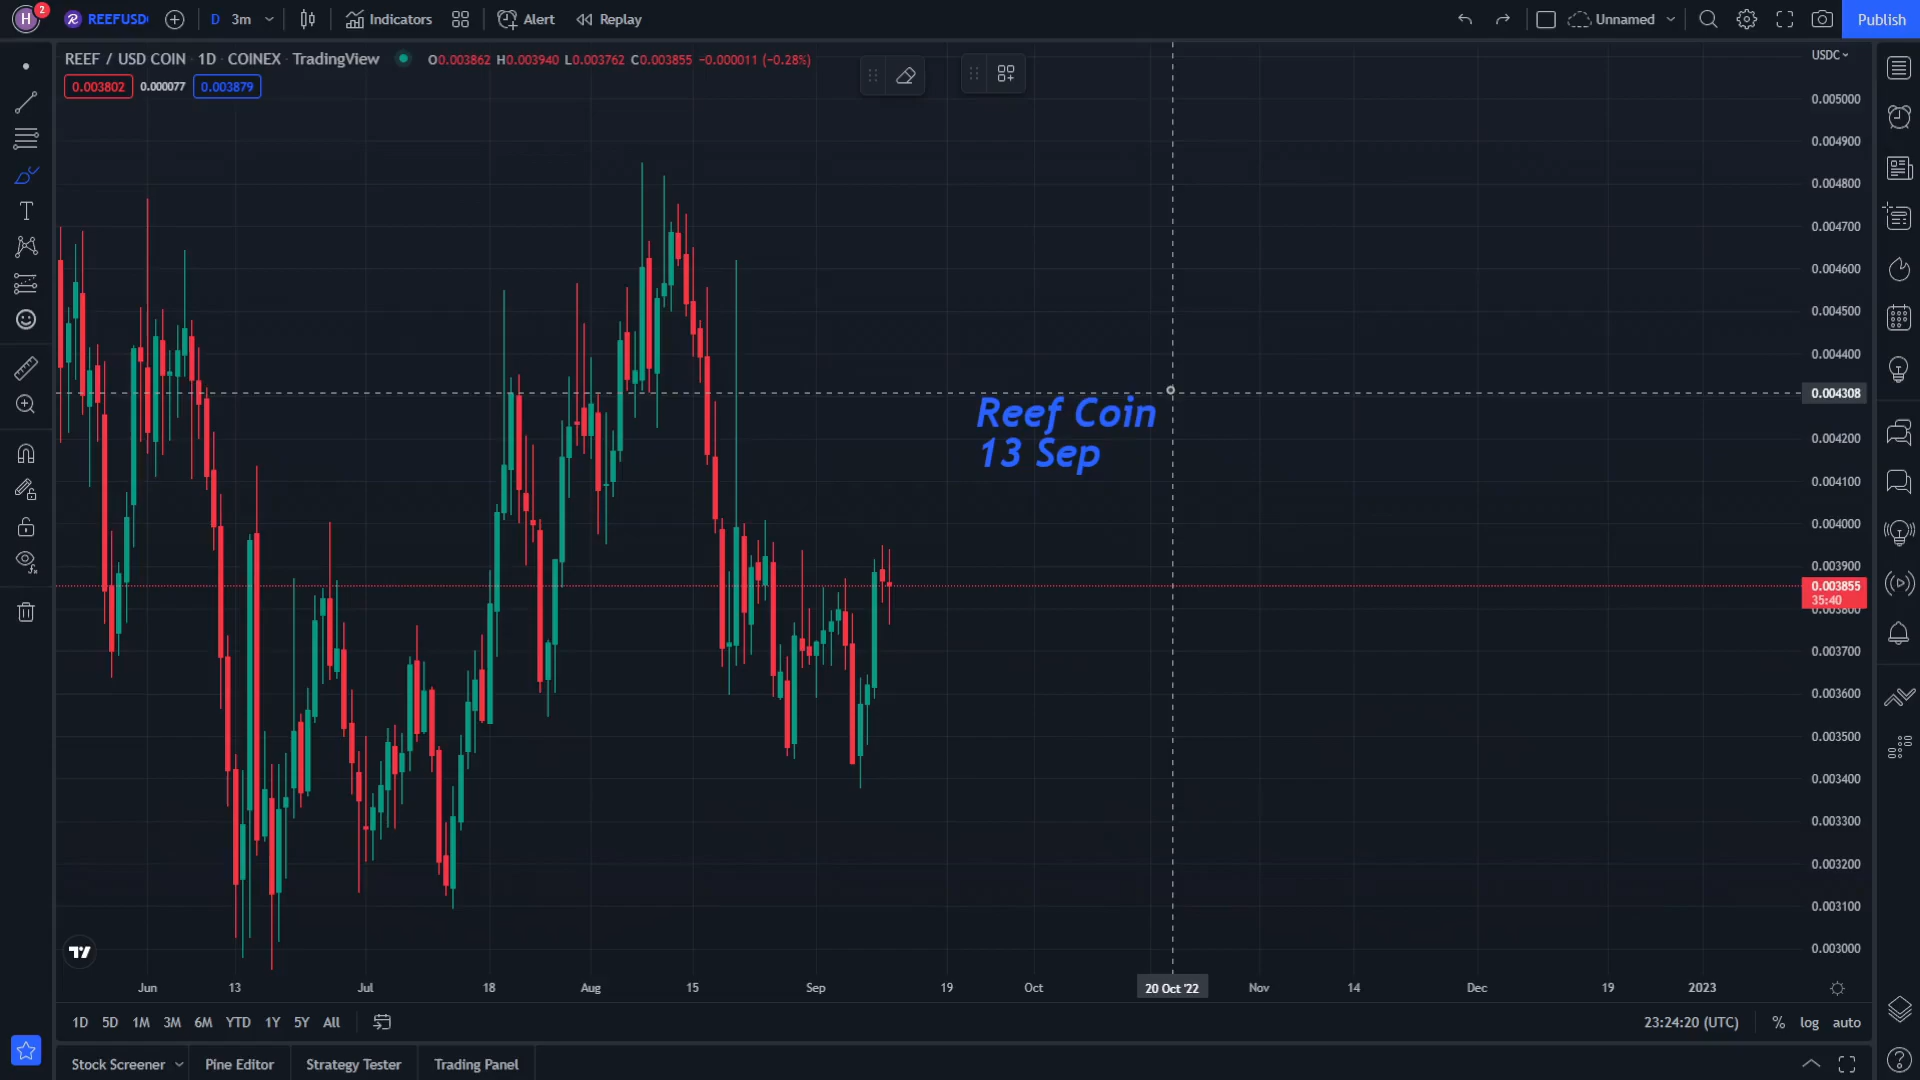 H 2 REEFUSD D 3m Indicators Alert Replay Unnamed Publish
REEF / USD COIN · 1D · COINEX · TradingView O0.003862 H0.003940 L0.003762 C0.003855 −0.000011 (−0.28%) USDC
0.003802 0.000077 0.003879
0.005000
0.004900
0.004800
0.004700
0.004600
0.004500
0.004400
0.004308
Reef Coin
13 Sep
0.004200
0.004100
0.004000
0.003900
0.003855
35:40
0.003800
0.003700
0.003600
0.003500
0.003400
0.003300
0.003200
0.003100
0.003000
Jun 13 Jul 18 Aug 15 Sep 19 Oct 20 Oct '22 Nov 14 Dec 19 2023
1D 5D 1M 3M 6M YTD 1Y 5Y All 23:24:20 (UTC) % log auto
Stock Screener Pine Editor Strategy Tester Trading Panel